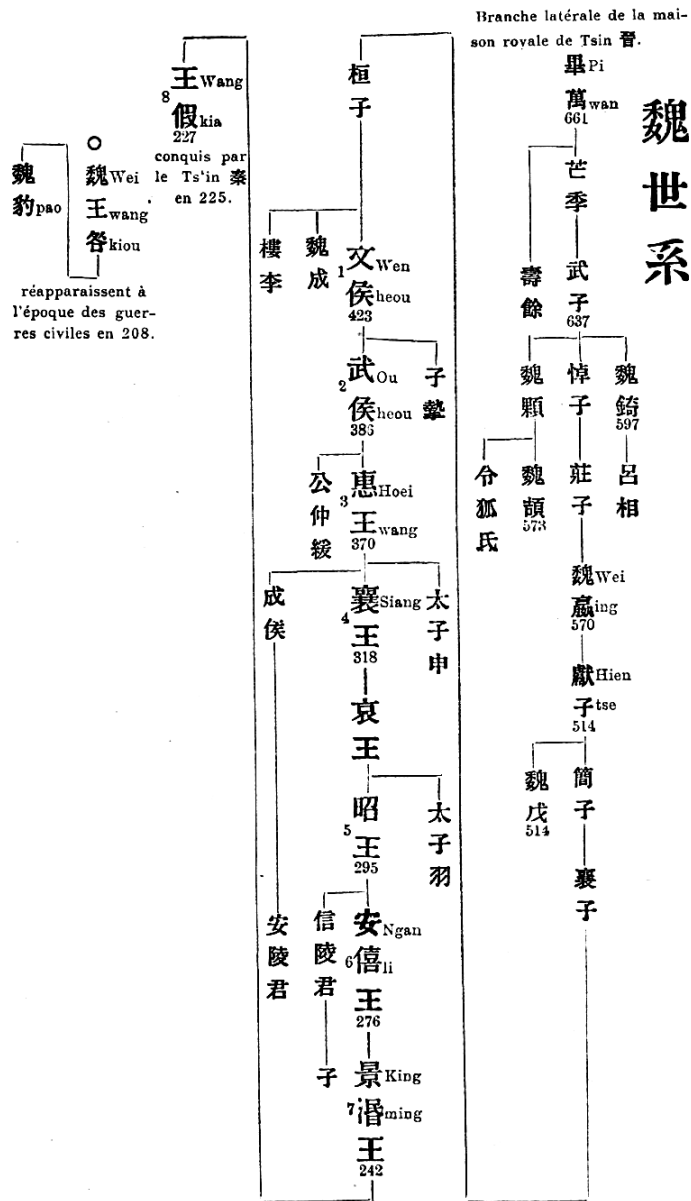 魏世系
Branche latérale de la mai-
son royale de Tsin 晉.
畢 Pi
萬 wan
661
芒季
壽餘
武子
637
魏錡
597
悼子
魏顆
呂相
莊子
魏頡
573
令狐氏
魏 Wei
嬴 ing
570
獻 Hien
子 tse
514
簡子
魏戊
514
襄子
桓子
1
文 Wen
侯 heou
423
魏成
樓李
2
武 Ou
侯 heou
386
子摯
3
惠 Hoei
王 wang
370
公仲緩
太子申
4
襄 Siang
王
318
成侯
哀王
5
昭王
295
太子羽
6
安 Ngan
僖 li
王
276
信陵君
子
安陵君
7
景 King
湣 ming
王
242
8
王 Wang
假 kia
227
conquis par
le Ts'in 秦
en 225.
魏 Wei
王 wang
咎 kiou
魏
豹 pao
réapparaissent à
l'époque des guer-
res civiles en 208.